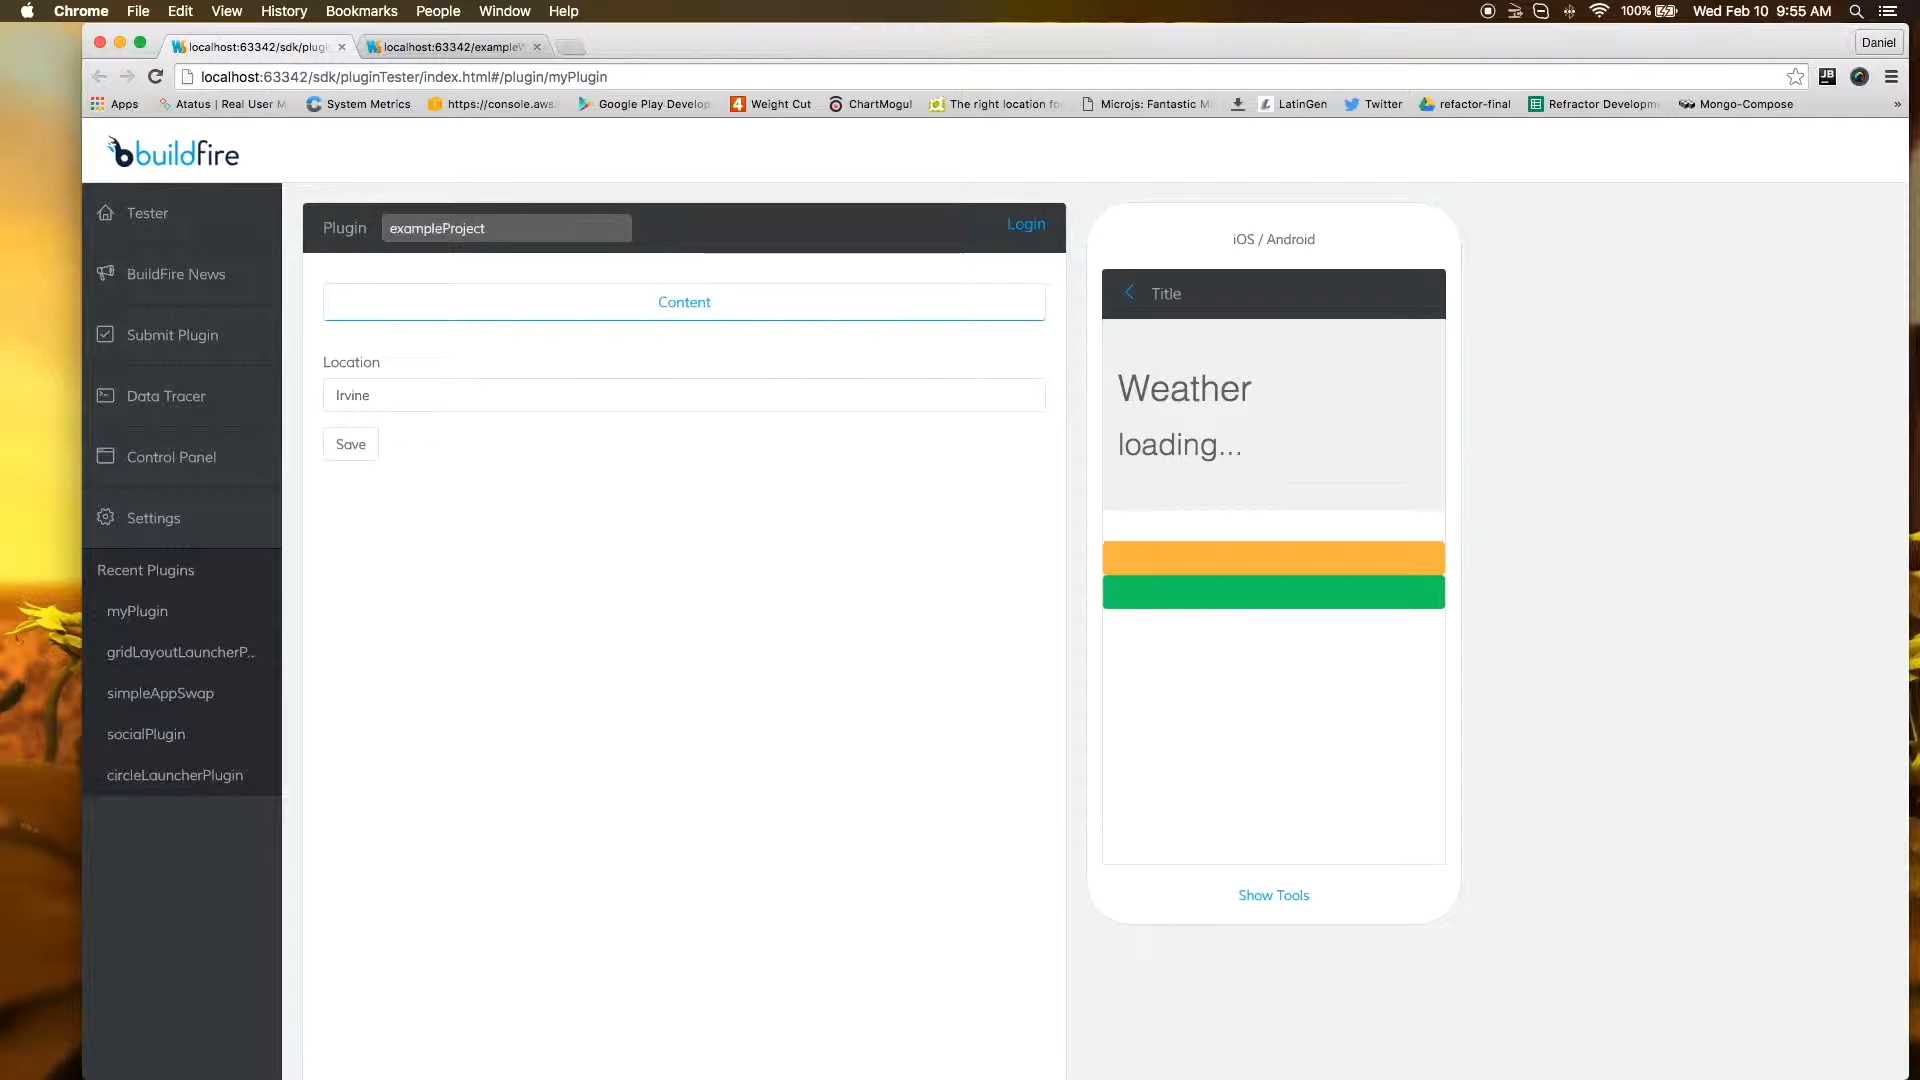 Chrome File Edit View History Bookmarks People Window Help 100% Wed Feb 10 9:55 AM
localhost:63342/sdk/plug localhost:63342/example Daniel
localhost:63342/sdk/pluginTester/index.html#/plugin/myPlugin JB
Apps Atatus | Real User M System Metrics https://console.aws. Google Play Develop 4 Weight Cut ChartMogul The right location fo Microjs: Fantastic M LatinGen Twitter refactor-final Refractor Developm Mongo-Compose »
buildfire
Tester
BuildFire News
Submit Plugin
Data Tracer
Control Panel
Settings
Recent Plugins
myPlugin
gridLayoutLauncherP...
simpleAppSwap
socialPlugin
circleLauncherPlugin
Plugin exampleProject Login
Content
Location
Irvine
Save
iOS / Android
Title
Weather
loading...
Show Tools